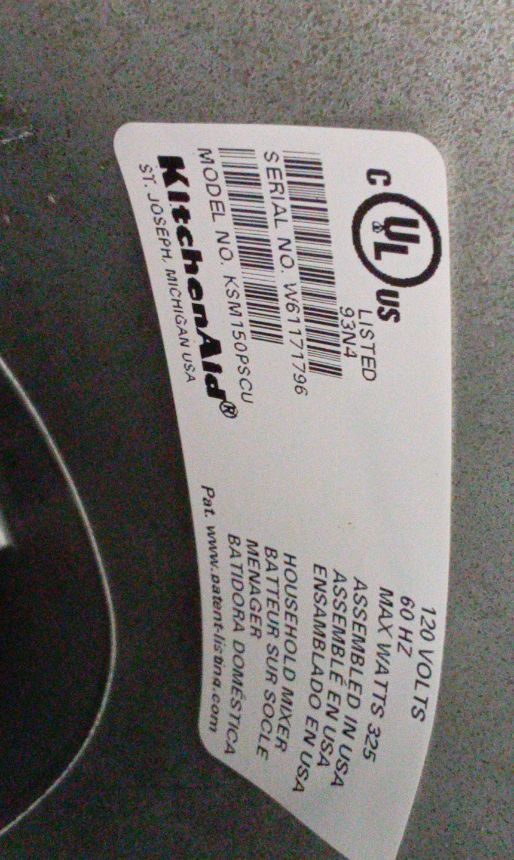 C UL US
LISTED
93N4
SERIAL NO. W61171796
MODEL NO. KSM150PSCU
KitchenAid®
ST. JOSEPH, MICHIGAN USA
120 VOLTS
60 HZ
MAX WATTS 325
ASSEMBLED IN USA
ASSEMBLÉ EN USA
ENSAMBLADO EN USA
HOUSEHOLD MIXER
BATTEUR SUR SOCLE
MENAGER
BATIDORA DOMÉSTICA
Pat. www.patent-listing.com